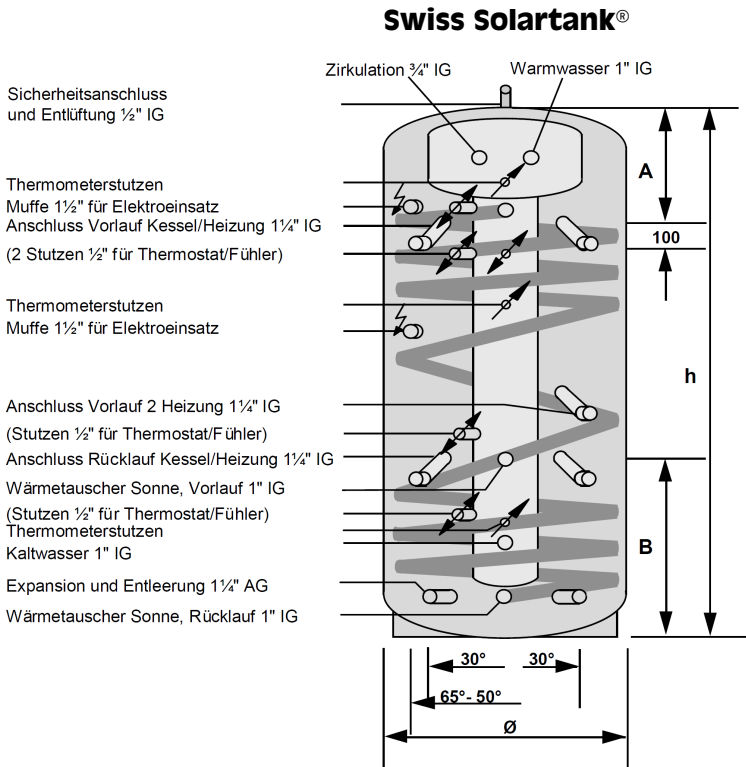 Swiss Solartank®
Zirkulation ¾" IG
Warmwasser 1" IG
Sicherheitsanschluss
und Entlüftung ½" IG
Thermometerstutzen
Muffe 1½" für Elektroeinsatz
Anschluss Vorlauf Kessel/Heizung 1¼" IG
(2 Stutzen ½" für Thermostat/Fühler)
Thermometerstutzen
Muffe 1½" für Elektroeinsatz
Anschluss Vorlauf 2 Heizung 1¼" IG
(Stutzen ½" für Thermostat/Fühler)
Anschluss Rücklauf Kessel/Heizung 1¼" IG
Wärmetauscher Sonne, Vorlauf 1" IG
(Stutzen ½" für Thermostat/Fühler)
Thermometerstutzen
Kaltwasser 1" IG
Expansion und Entleerung 1¼" AG
Wärmetauscher Sonne, Rücklauf 1" IG
A
100
h
B
30° 30°
65°- 50°
Ø